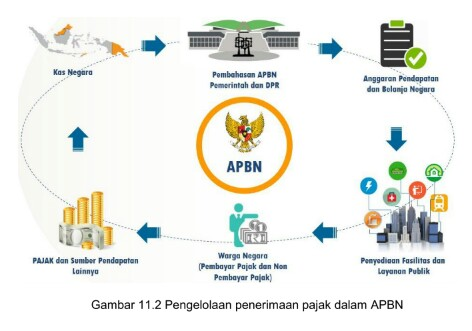 Kas Negara
Pembahasan APBN
Pemerintah dan DPR
Anggaran Pendapatan
dan Belanja Negara
APBN
PAJAK dan Sumber Pendapatan
Lainnya
Warga Negara
(Pembayar Pajak dan Non
Pembayar Pajak)
Penyediaan Fasilitas dan
Layanan Publik
Gambar 11.2 Pengelolaan penerimaan pajak dalam APBN